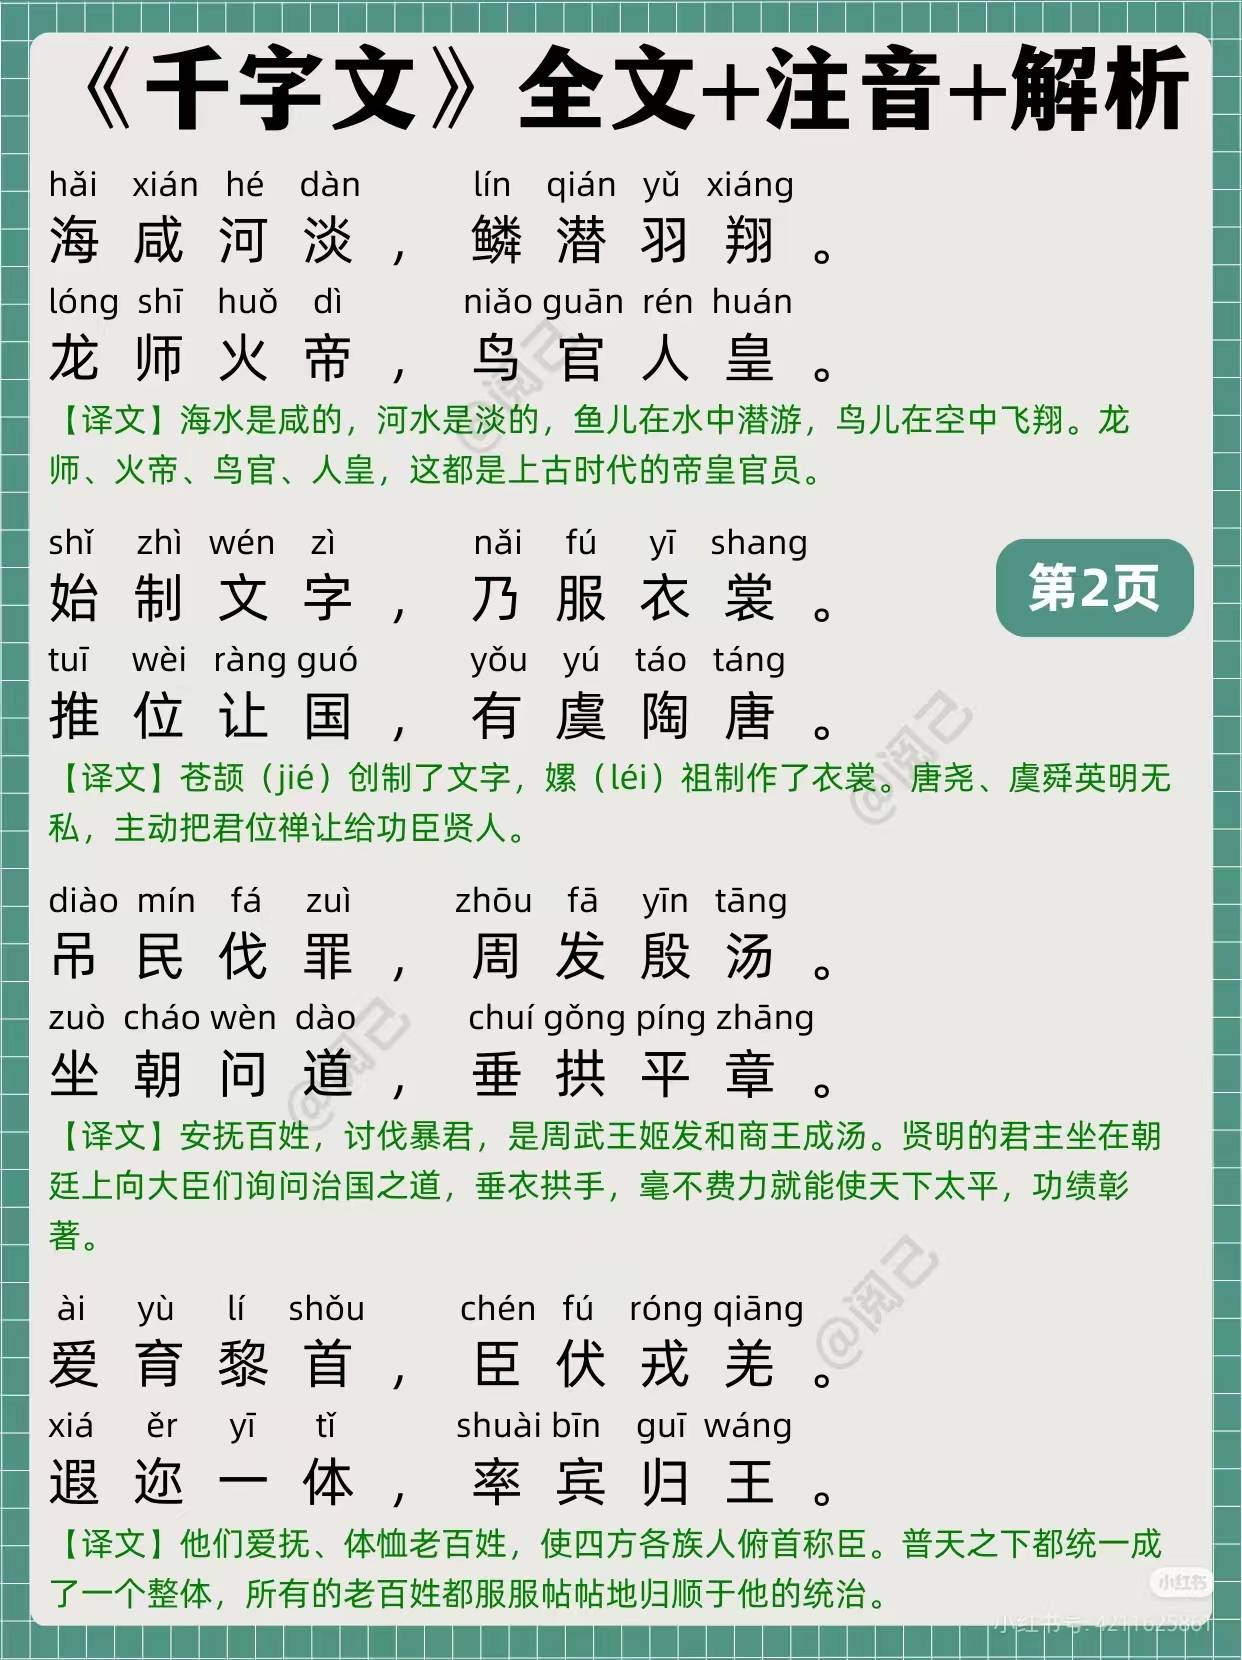 《千字文》全文+注音+解析
hǎi xián hé dàn lín qián yǔ xiáng
海咸河淡，鳞潜羽翔。
lóng shī huǒ dì niǎo guān rén huán
龙师火帝，鸟官人皇。
【译文】海水是咸的，河水是淡的，鱼儿在水中潜游，鸟儿在空中飞翔。龙
师、火帝、鸟官、人皇，这都是上古时代的帝皇官员。
shǐ zhì wén zì nǎi fú yī shang
始制文字，乃服衣裳。
第2页
tuī wèi ràng guó yǒu yú táo táng
推位让国，有虞陶唐。
【译文】苍颉（jié）创制了文字，嫘（léi）祖制作了衣裳。唐尧、虞舜英明无
私，主动把君位禅让给功臣贤人。
diào mín fá zuì zhōu fā yīn tāng
吊民伐罪，周发殷汤。
zuò cháo wèn dào chuí gǒng píng zhāng
坐朝问道，垂拱平章。
【译文】安抚百姓，讨伐暴君，是周武王姬发和商王成汤。贤明的君主坐在朝
廷上向大臣们询问治国之道，垂衣拱手，毫不费力就能使天下太平，功绩彰
著。
ài yù lí shǒu chén fú róng qiāng
爱育黎首，臣伏戎羌。
xiá ěr yī tǐ shuài bīn guī wáng
遐迩一体，率宾归王。
【译文】他们爱抚、体恤老百姓，使四方各族人俯首称臣。普天之下都统一成
了一个整体，所有的老百姓都服服帖帖地归顺于他的统治。
@阅己
@阅己
@阅己
@阅己
小红书
小红书号: 4211625861